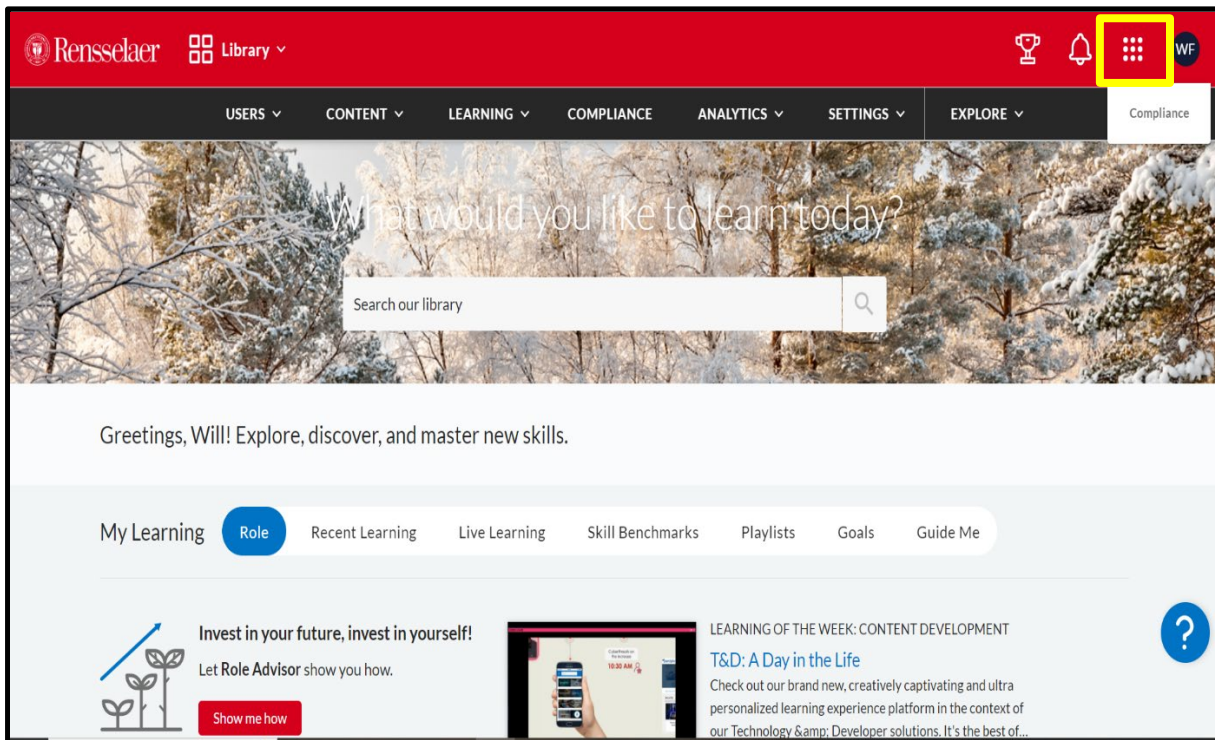 Rensselaer
Library
WF
USERS
CONTENT
LEARNING
COMPLIANCE
ANALYTICS
SETTINGS
EXPLORE
Compliance
What would you like to learn today?
Search our library
Greetings, Will! Explore, discover, and master new skills.
My Learning
Role
Recent Learning
Live Learning
Skill Benchmarks
Playlists
Goals
Guide Me
Invest in your future, invest in yourself!
Let Role Advisor show you how.
Show me how
10:30 AM
LEARNING OF THE WEEK: CONTENT DEVELOPMENT
T&D: A Day in the Life
Check out our brand new, creatively captivating and ultra
personalized learning experience platform in the context of
our Technology &amp; Developer solutions. It's the best of...
?